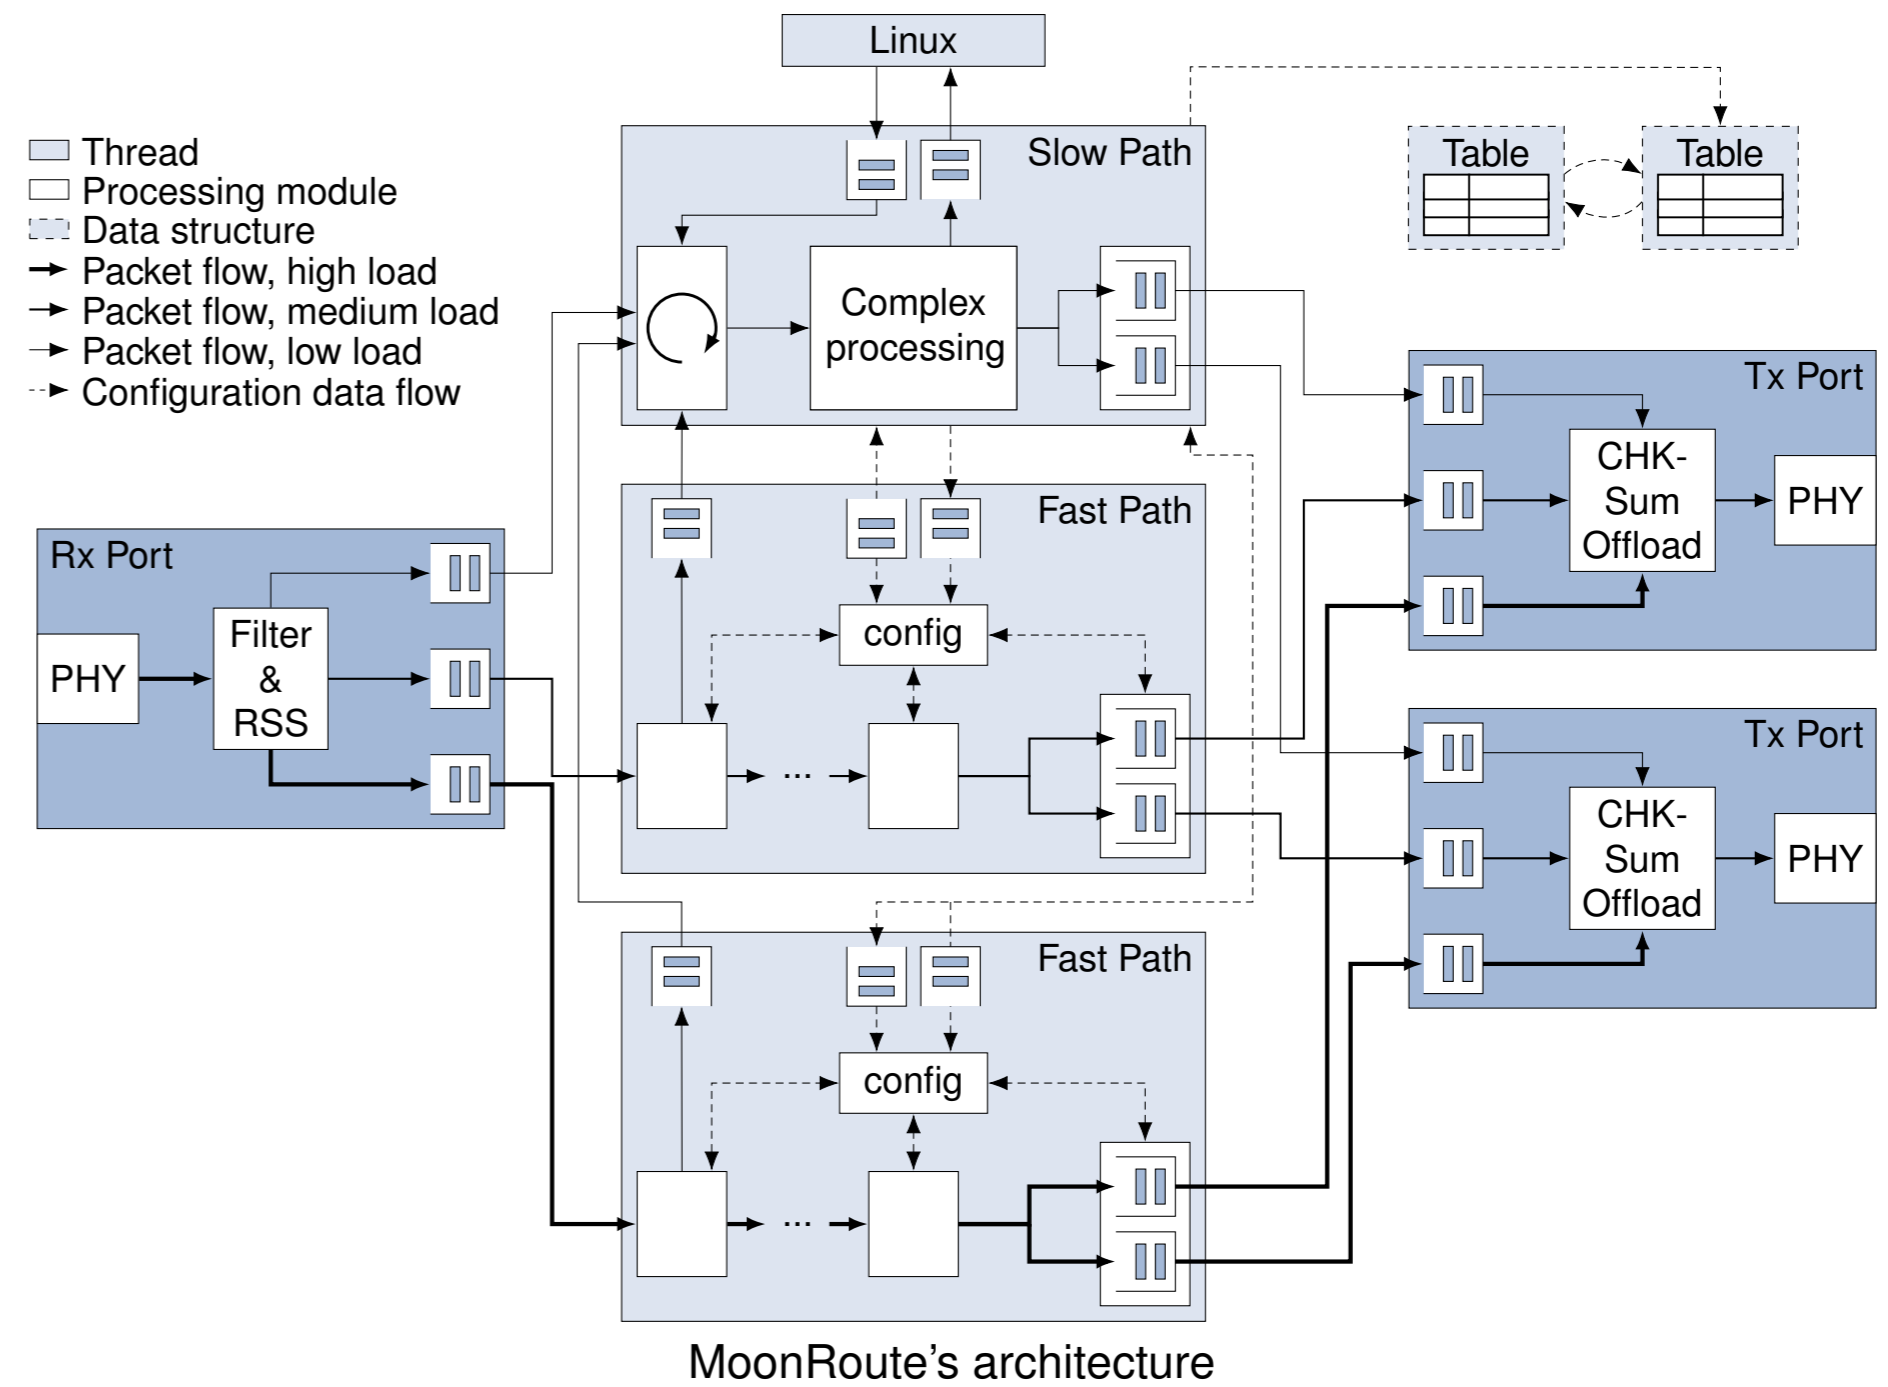 Linux
Thread
Processing module
Data structure
Packet flow, high load
Packet flow, medium load
Packet flow, low load
Configuration data flow
Slow Path
Complex
processing
Table
Table
Rx Port
PHY
Filter
&
RSS
Fast Path
config
...
Fast Path
config
...
Tx Port
CHK-
Sum
Offload
PHY
Tx Port
CHK-
Sum
Offload
PHY
MoonRoute’s architecture